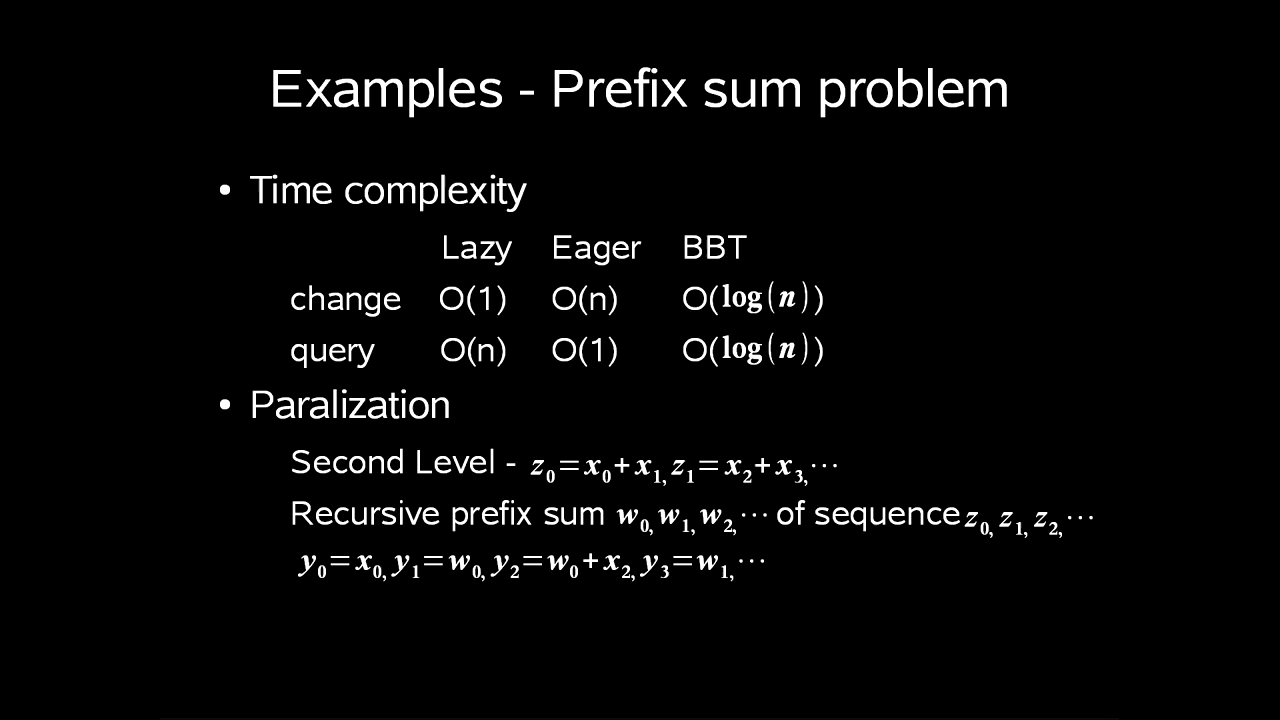 Examples - Prefix sum problem
• Time complexity
Lazy Eager BBT
change O(1) O(n) O(log(n))
query O(n) O(1) O(log(n))
• Paralization
Second Level - z₀=x₀+x₁, z₁=x₂+x₃, ⋯
Recursive prefix sum w₀, w₁, w₂, ⋯ of sequence z₀, z₁, z₂, ⋯
y₀=x₀, y₁=w₀, y₂=w₀+x₂, y₃=w₁, ⋯